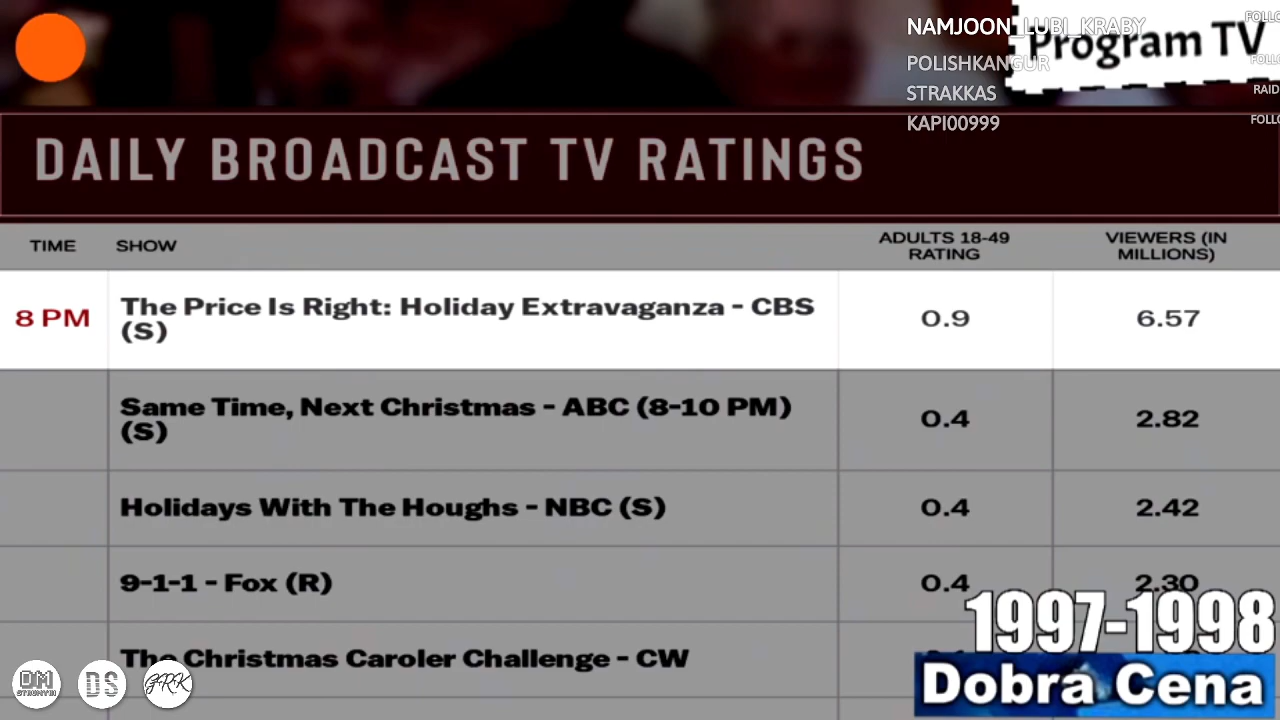 NAMJOON_LUBI_KRABY
POLISHKANGUR
STRAKKAS
KAPI00999
Program TV
RAID
DAILY BROADCAST TV RATINGS
TIME SHOW ADULTS 18-49 RATING VIEWERS (IN MILLIONS)
8 PM The Price Is Right: Holiday Extravaganza - CBS (S) 0.9 6.57
Same Time, Next Christmas - ABC (8-10 PM) (S) 0.4 2.82
Holidays With The Houghs - NBC (S) 0.4 2.42
9-1-1 - Fox (R) 0.4 2.30
The Christmas Caroler Challenge - CW
1997-1998
Dobra Cena
DM
DS